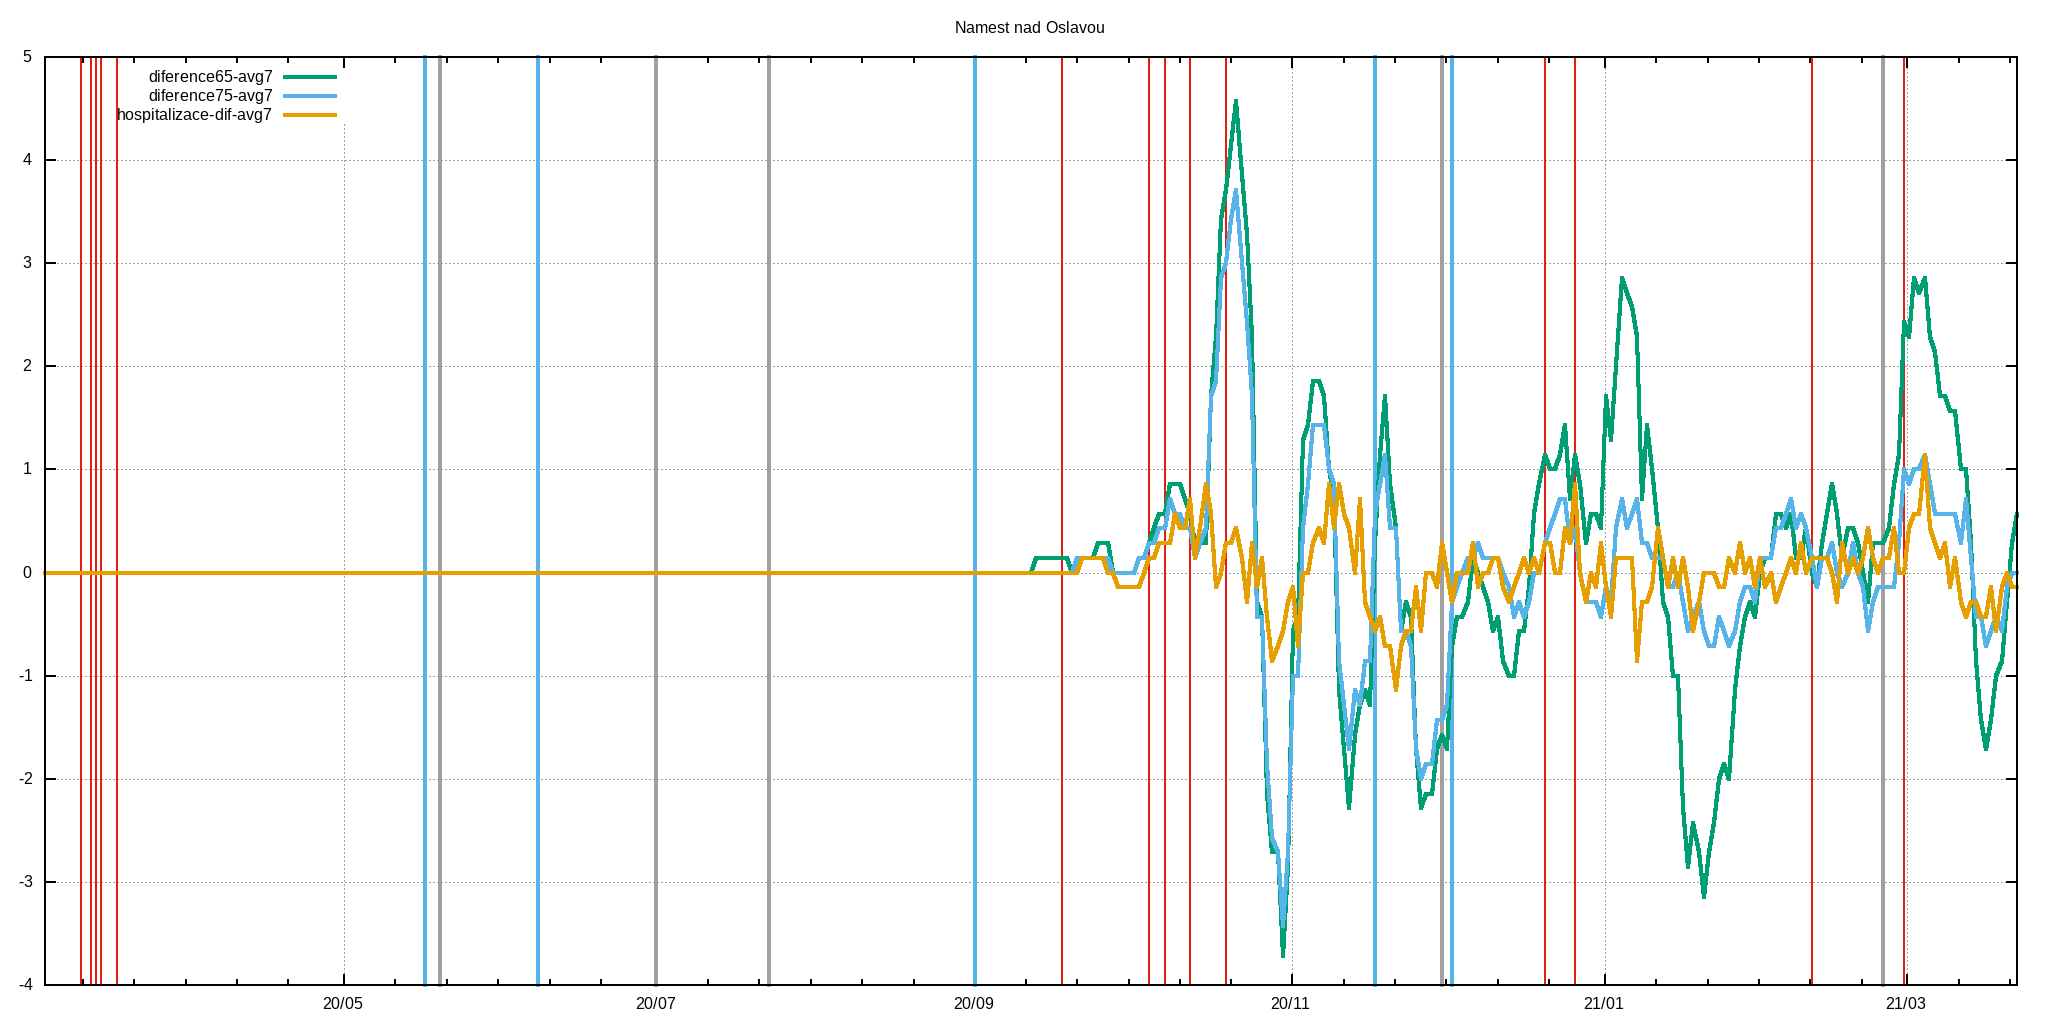 Namest nad Oslavou
diference65-avg7
diference75-avg7
hospitalizace-dif-avg7
5
4
3
2
1
0
-1
-2
-3
-4
20/05 20/07 20/09 20/11 21/01 21/03